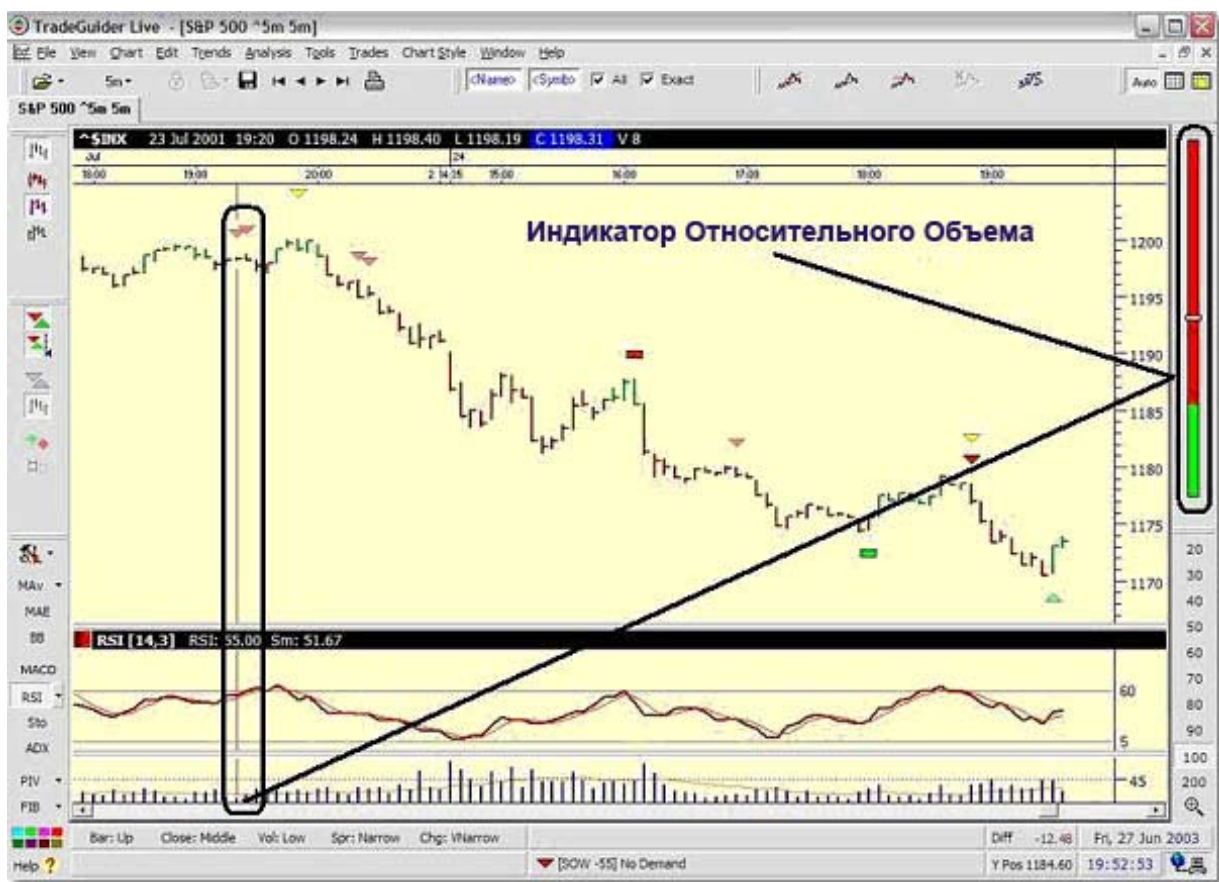 TradeGuider Live - [S&P 500 ^5m 5m]
File View Chart Edit Trends Analysis Tools Trades Chart Style Window Help
5m <Name> <Symbo> All Exact Auto
S&P 500 ^5m 5m
^SINX 23 Jul 2001 19:20 O 1198.24 H 1198.40 L 1198.19 C 1198.31 V 8
Jul 24
18:00 19:00 20:00 2 14:35 15:00 16:00 17:00 18:00 19:00
Индикатор Относительного Объема
1200
1195
1190
1185
1180
1175
1170
20
30
40
50
60
70
80
90
100
200
MAv
MAE
BB
MACD
RSI
Sto
ADX
PIV
FIB
RSI [14,3] RSI: 55.00 Sm: 51.67
60
5
45
Bar: Up Close: Middle Vol: Low Spr: Narrow Chg: VNarrow Diff -12.48 Fri, 27 Jun 2003
Help ? [SOW -55] No Demand Y Pos 1184.60 19:52:53